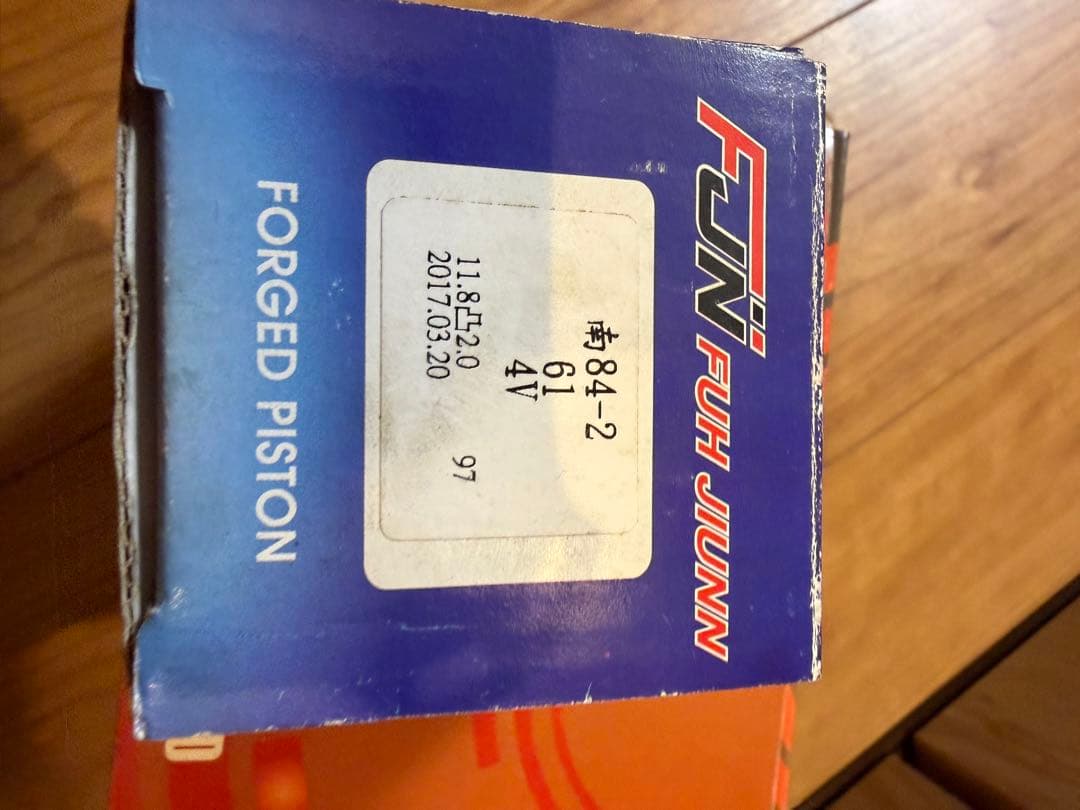 FJN FUH JIUNN
南84-2
61
4V
11.8凸2.0 97
2017.03.20
FORGED PISTON